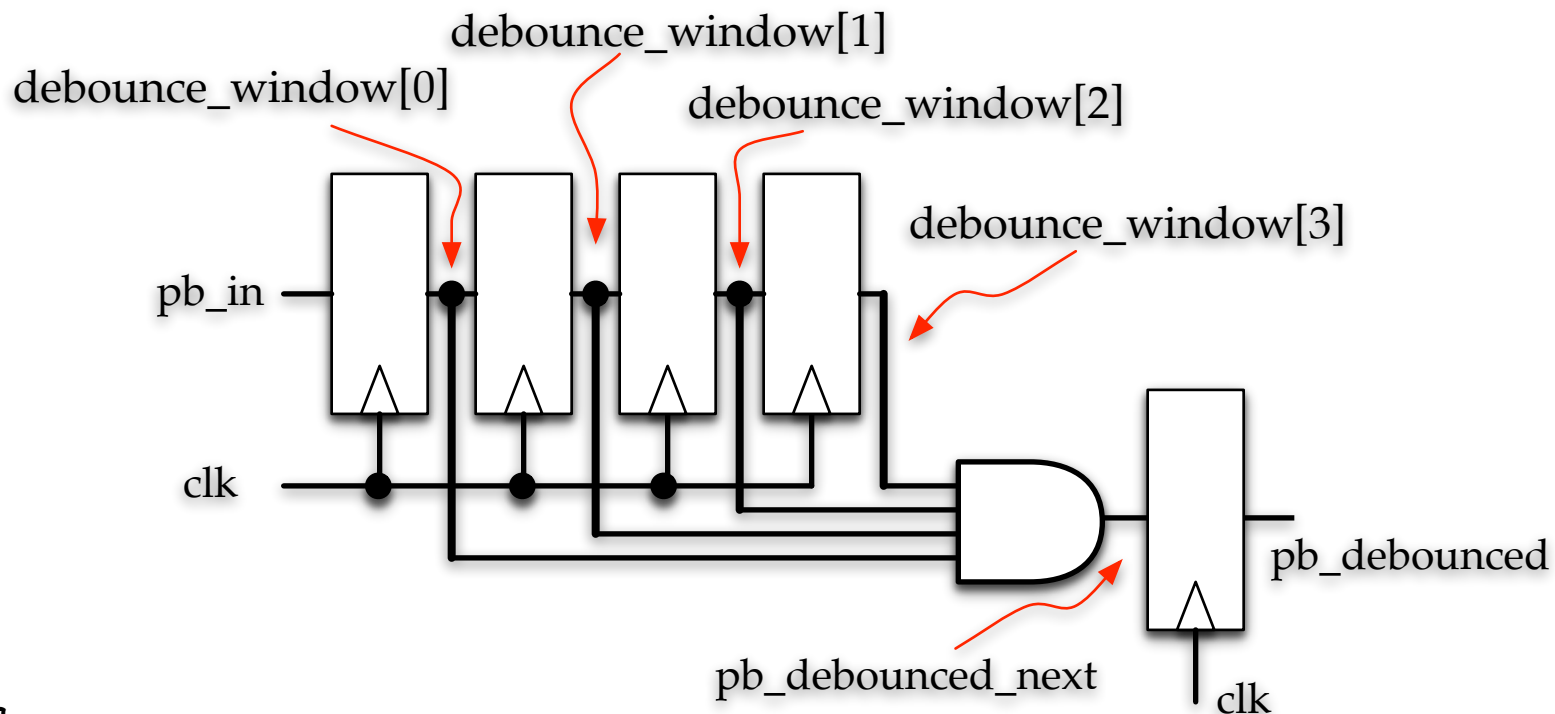 debounce_window[1]
debounce_window[0]
debounce_window[2]
debounce_window[3]
pb_in
clk
pb_debounced
pb_debounced_next
clk